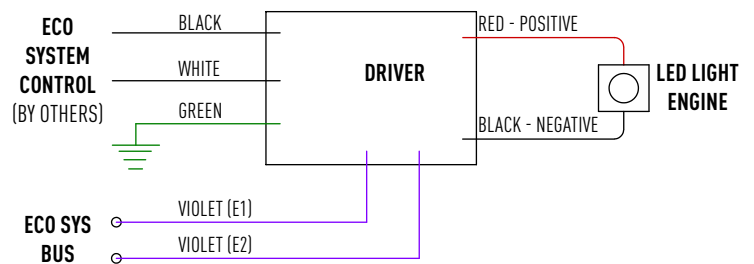 ECO
SYSTEM
CONTROL
(BY OTHERS)
BLACK
WHITE
GREEN
DRIVER
RED - POSITIVE
BLACK - NEGATIVE
LED LIGHT
ENGINE
ECO SYS
BUS
VIOLET (E1)
VIOLET (E2)